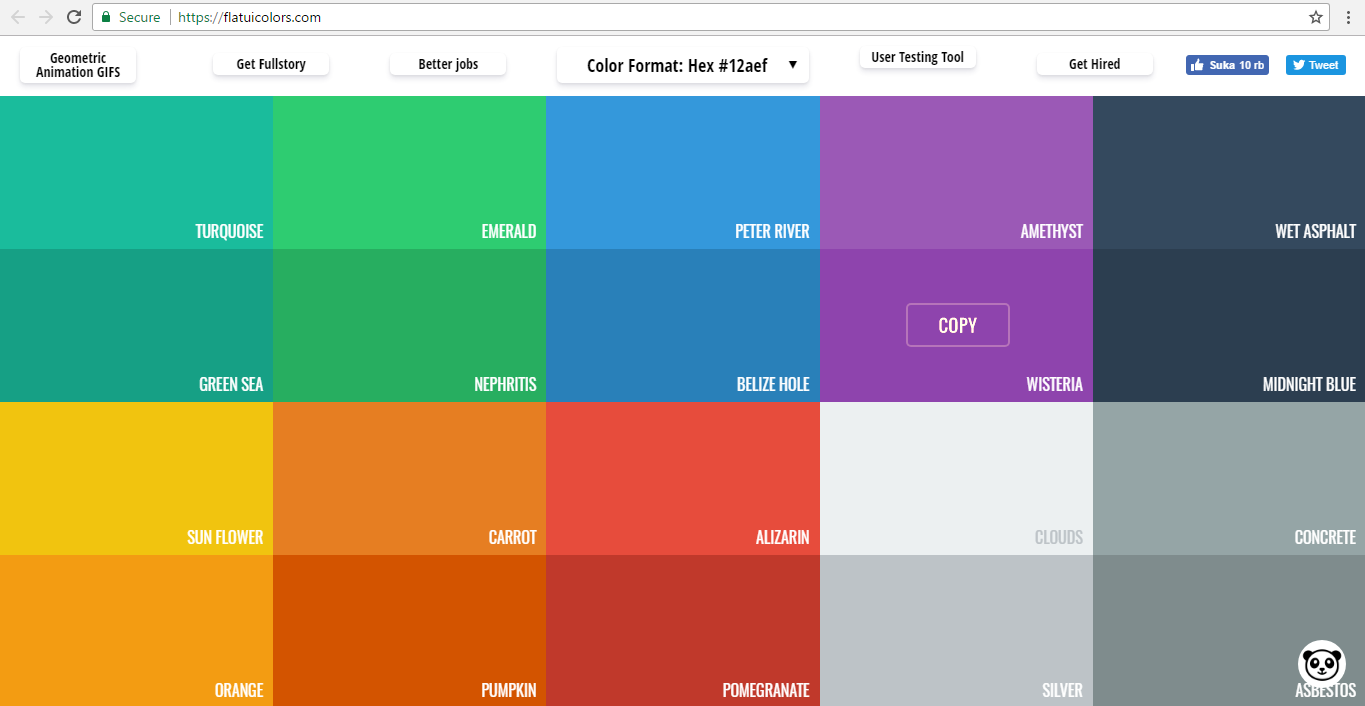 Secure
https://flatuicolors.com
Geometric
Animation GIFS
Get Fullstory
Better jobs
Color Format: Hex #12aef
User Testing Tool
Get Hired
Suka 10 rb
Tweet
TURQUOISE
EMERALD
PETER RIVER
AMETHYST
WET ASPHALT
COPY
GREEN SEA
NEPHRITIS
BELIZE HOLE
WISTERIA
MIDNIGHT BLUE
SUN FLOWER
CARROT
ALIZARIN
CLOUDS
CONCRETE
ORANGE
PUMPKIN
POMEGRANATE
SILVER
ASBESTOS